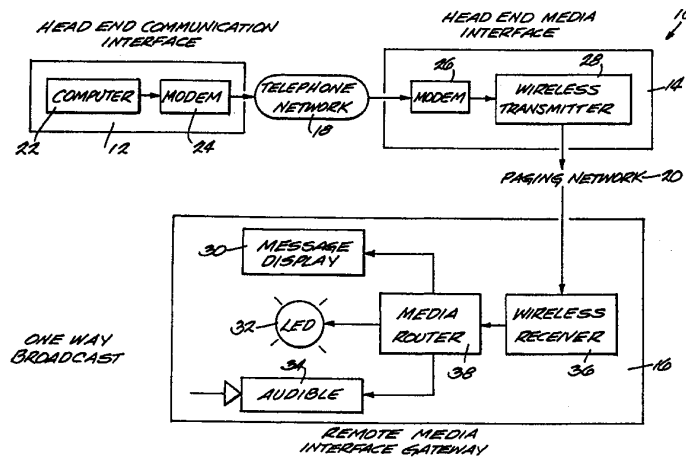 HEAD END COMMUNICATION
INTERFACE
HEAD END MEDIA
INTERFACE
10
COMPUTER
MODEM
22
12
24
TELEPHONE
NETWORK
18
26
MODEM
28
WIRELESS
TRANSMITTER
14
PAGING NETWORK
20
30
MESSAGE
DISPLAY
32
LED
MEDIA
ROUTER
38
WIRELESS
RECEIVER
36
16
ONE WAY
BROADCAST
34
AUDIBLE
REMOTE MEDIA
INTERFACE GATEWAY